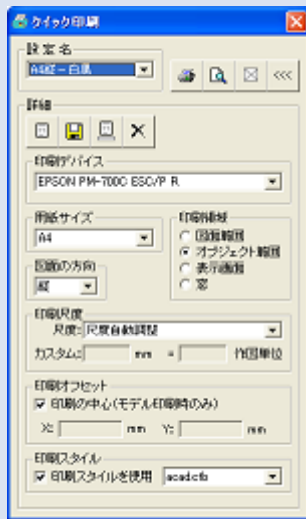 クイック印刷
設定名
A4縦－白黒
<<<
詳細
印刷デバイス
EPSON PM-700C ESC/P R
用紙サイズ
A4
印刷領域
図面範囲
オブジェクト範囲
表示画面
窓
図面の方向
縦
印刷尺度
尺度:尺度自動調整
カスタム: mm = 作図単位
印刷オフセット
印刷の中心(モデル印刷時のみ)
X: mm Y: mm
印刷スタイル
印刷スタイルを使用 acad.ctb